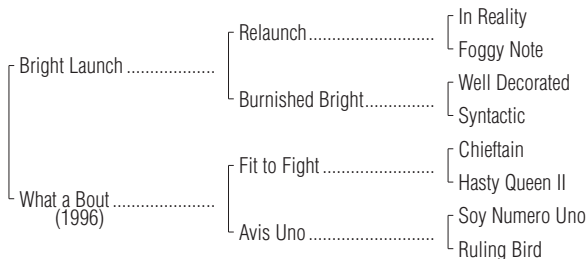 In Reality
Relaunch
Foggy Note
Bright Launch
Well Decorated
Burnished Bright
Syntactic
Chieftain
Fit to Fight
Hasty Queen II
What a Bout
(1996)
Soy Numero Uno
Avis Uno
Ruling Bird